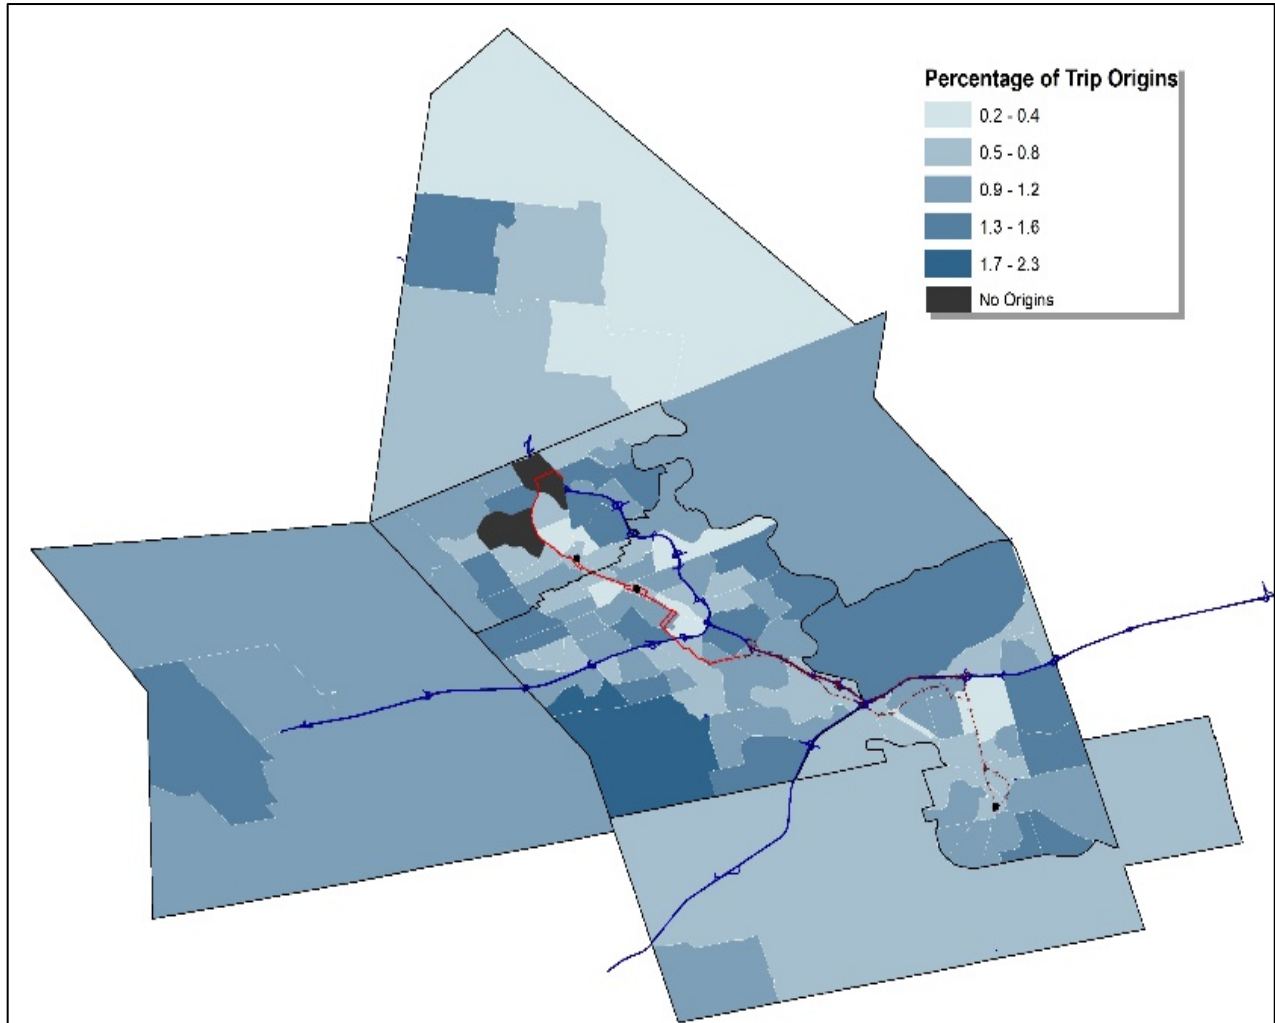 Percentage of Trip Origins
0.2 - 0.4
0.5 - 0.8
0.9 - 1.2
1.3 - 1.6
1.7 - 2.3
No Origins